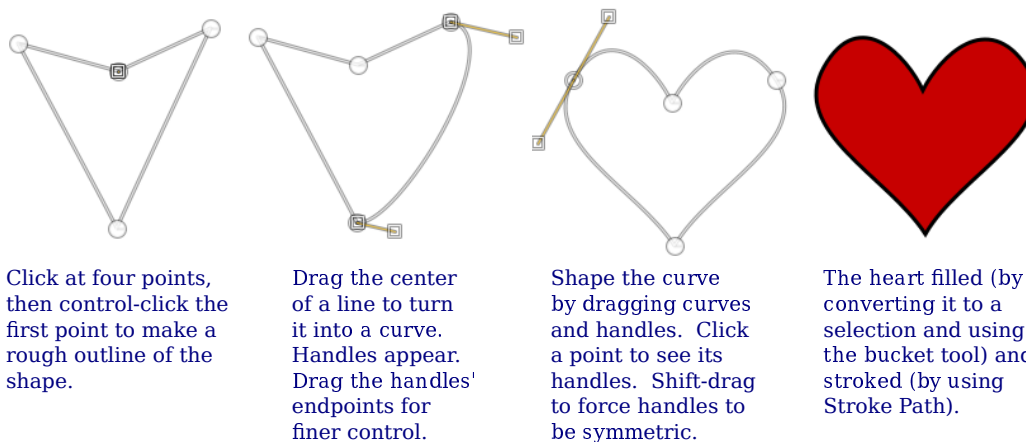 Click at four points,
then control-click the
first point to make a
rough outline of the
shape.
Drag the center
of a line to turn
it into a curve.
Handles appear.
Drag the handles'
endpoints for
finer control.
Shape the curve
by dragging curves
and handles.  Click
a point to see its
handles.  Shift-drag
to force handles to
be symmetric.
The heart filled (by
converting it to a
selection and using
the bucket tool) and
stroked (by using
Stroke Path).